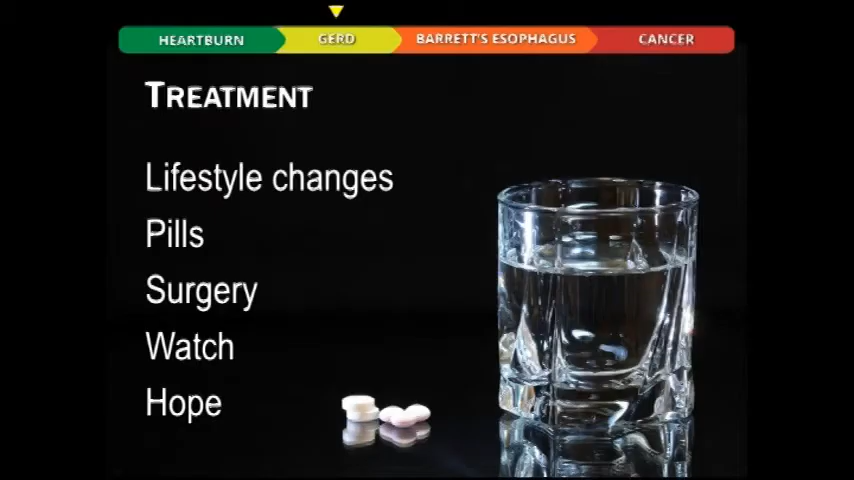 HEARTBURN GERD BARRETT'S ESOPHAGUS CANCER
TREATMENT
Lifestyle changes
Pills
Surgery
Watch
Hope